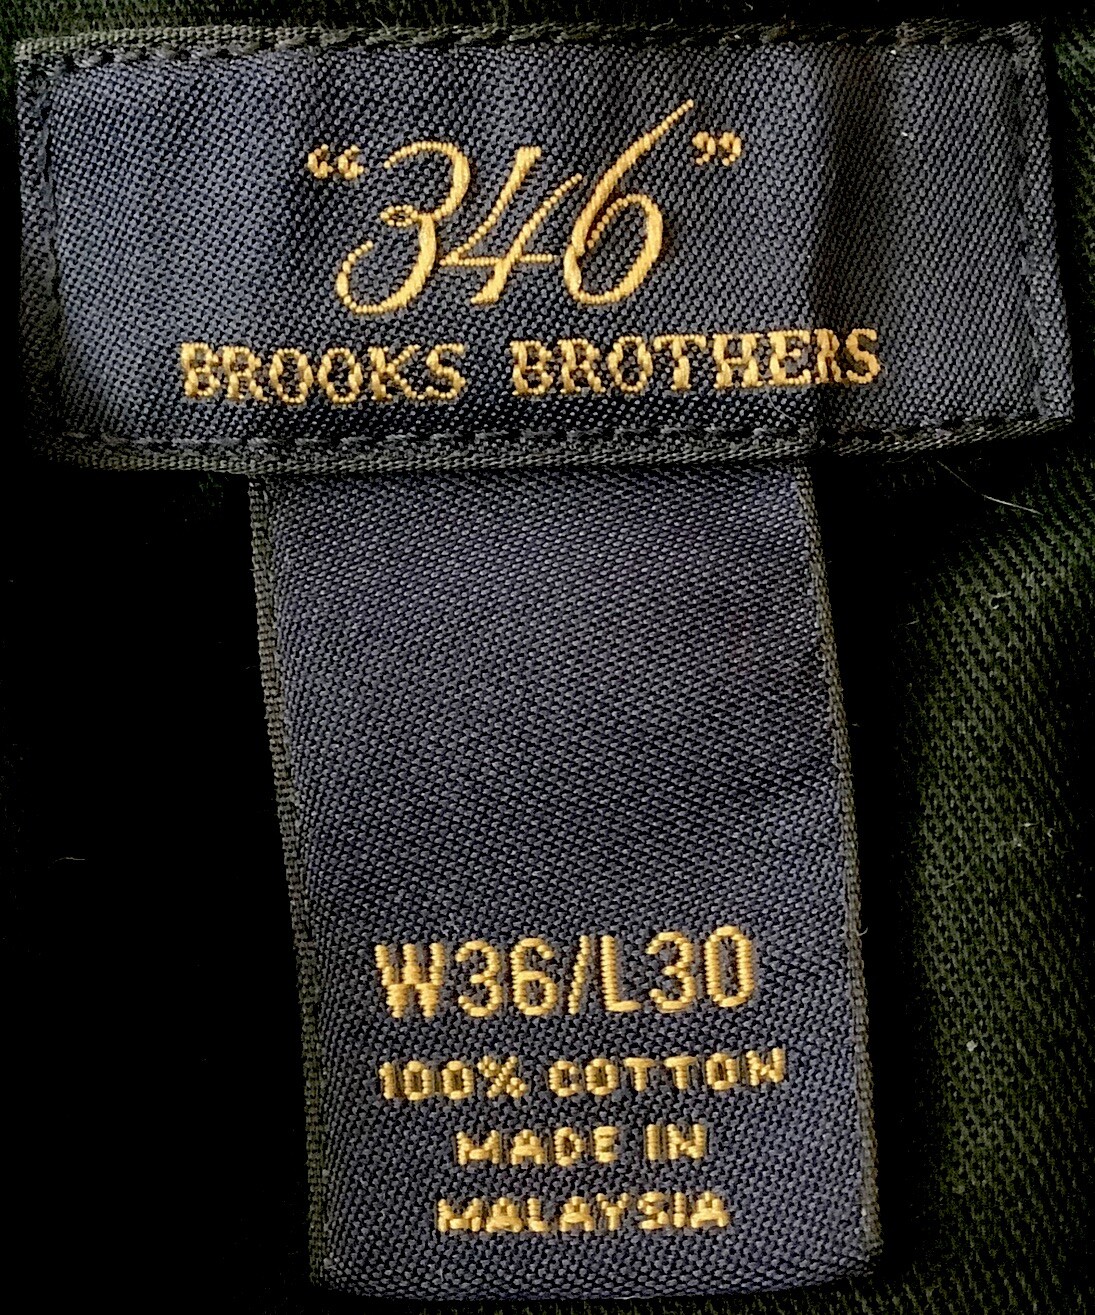 “346”
BROOKS BROTHERS
W36/L30
100% COTTON
MADE IN
MALAYSIA